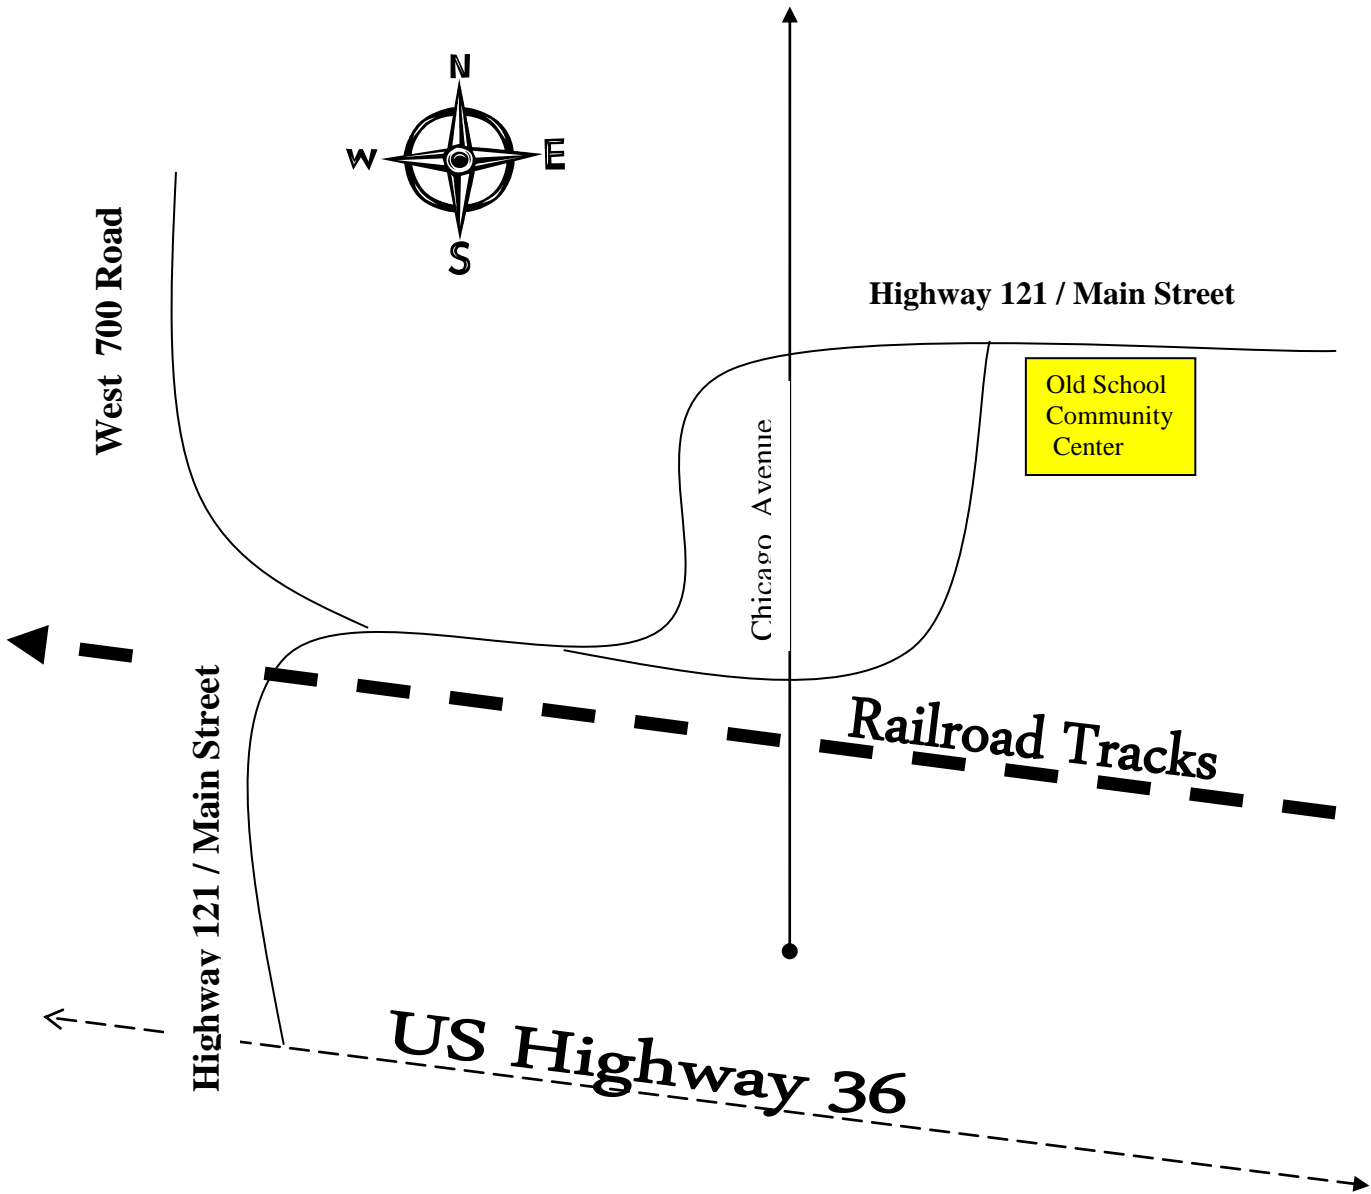 N
W
E
S
West 700 Road
Highway 121 / Main Street
Old School
Community
Center
Chicago Avenue
Railroad Tracks
Highway 121 / Main Street
US Highway 36